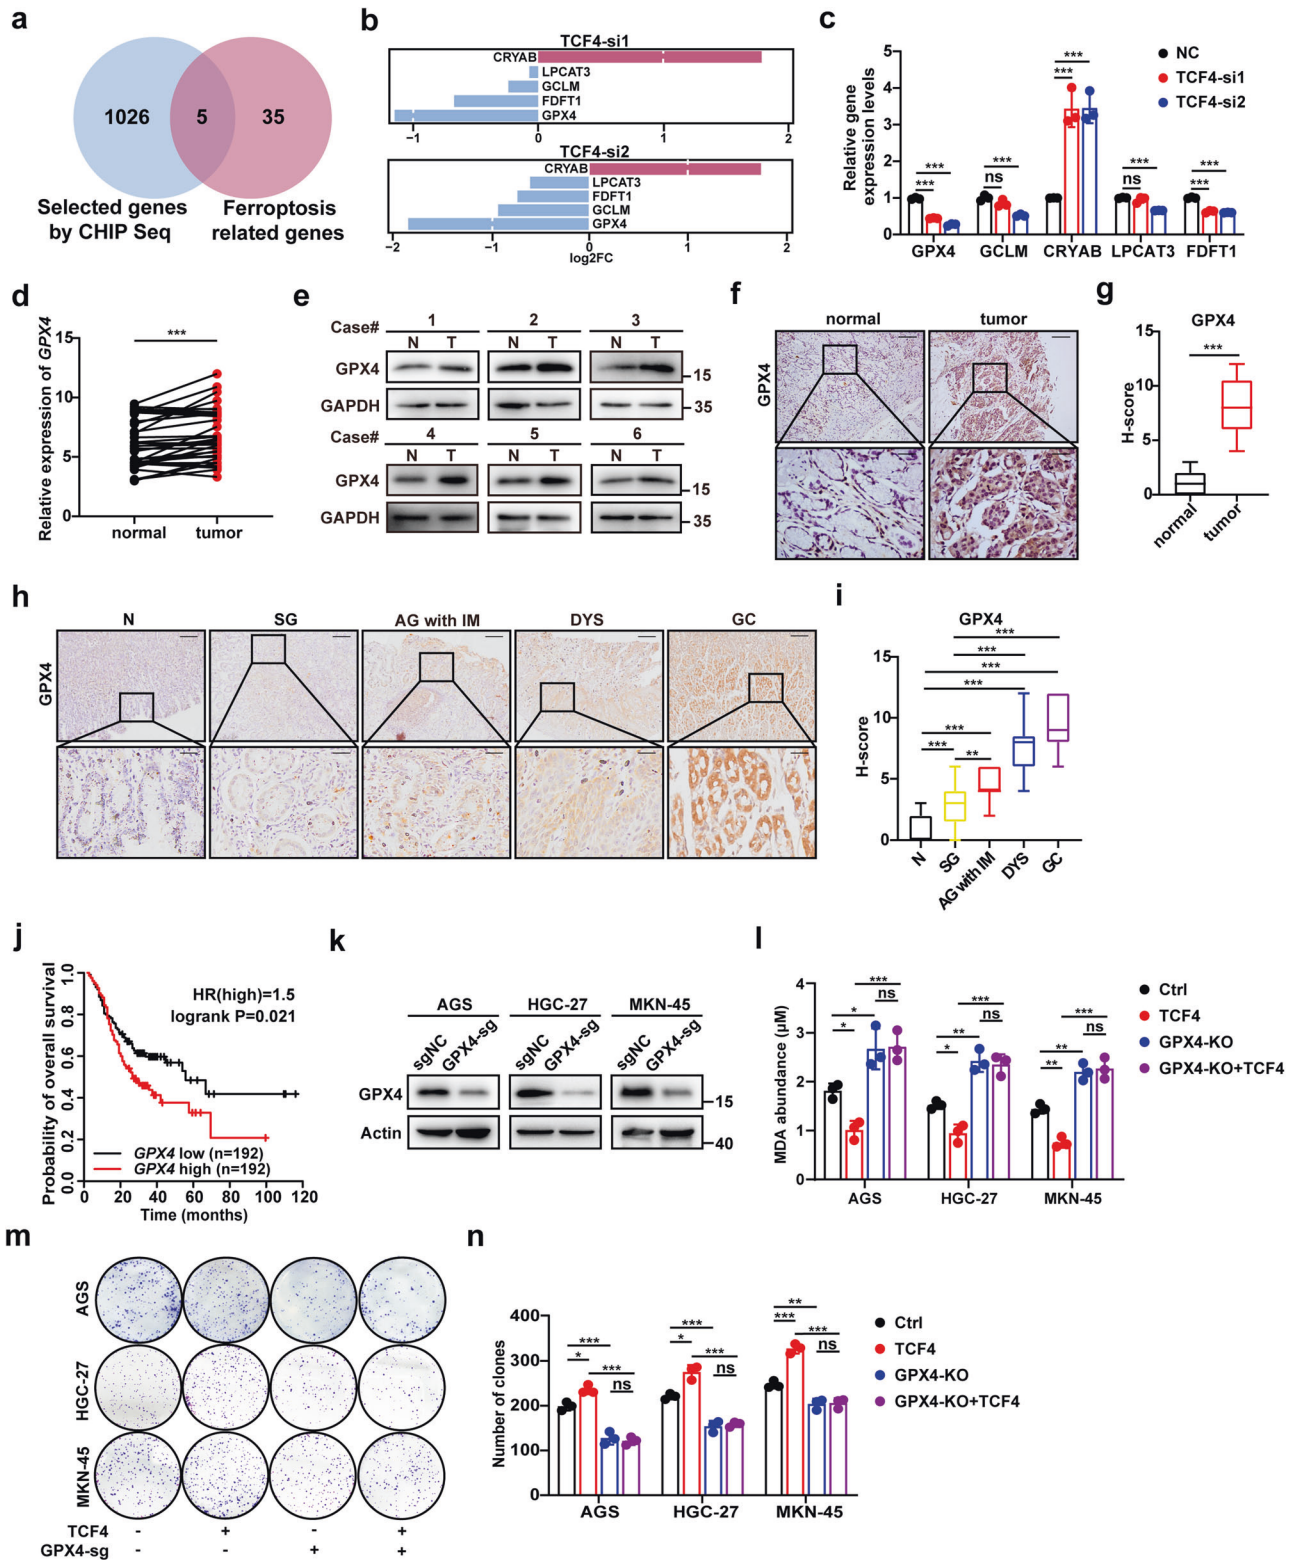 a
1026
5
35
Selected genes
by CHIP Seq
Ferroptosis
related genes
b
TCF4-si1
CRYAB
LPCAT3
GCLM
FDFT1
GPX4
−1 0 1 2
TCF4-si2
CRYAB
LPCAT3
FDFT1
GCLM
GPX4
−2 −1 0 1 2
log2FC
c
Relative gene
expression levels
5
4
3
2
1
0
*** ***
*** ns
*** ***
*** ns
*** ***
GPX4 GCLM CRYAB LPCAT3 FDFT1
NC
TCF4-si1
TCF4-si2
d
Relative expression of GPX4
15
10
5
0
***
normal tumor
e
Case# 1 2 3
N T N T N T
GPX4
15
GAPDH
35
Case# 4 5 6
N T N T N T
GPX4
15
GAPDH
35
f
normal tumor
GPX4
g
GPX4
H-score
15
10
5
0
***
normal
tumor
h
N SG AG with IM DYS GC
GPX4
i
GPX4
H-score
15
10
5
0
***
***
***
***
***
*** **
N
SG
AG with IM
DYS
GC
j
Probability of overall survival
1.0
0.8
0.6
0.4
0.2
0.0
HR(high)=1.5
logrank P=0.021
GPX4 low (n=192)
GPX4 high (n=192)
0 20 40 60 80 100 120
Time (months)
k
AGS HGC-27 MKN-45
sgNC GPX4-sg sgNC GPX4-sg sgNC GPX4-sg
GPX4
15
Actin
40
l
MDA abundance (μM)
4
3
2
1
0
***
ns
*
*
***
ns
**
*
***
ns
**
**
AGS HGC-27 MKN-45
Ctrl
TCF4
GPX4-KO
GPX4-KO+TCF4
m
AGS
HGC-27
MKN-45
TCF4 - + - +
GPX4-sg - - + +
n
Number of clones
400
300
200
100
0
***
*
***
ns
***
*
***
ns
**
***
***
ns
AGS HGC-27 MKN-45
Ctrl
TCF4
GPX4-KO
GPX4-KO+TCF4